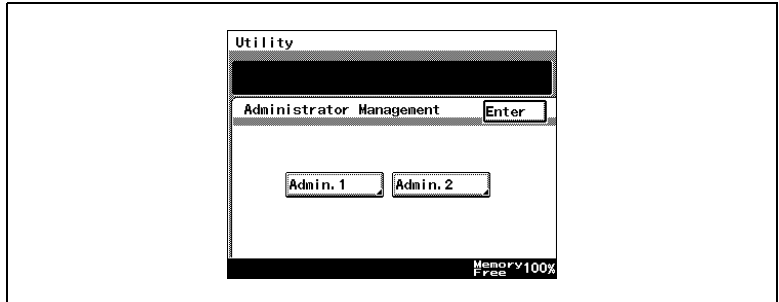 Utility
Administrator Management
Enter
Admin. 1
Admin. 2
Memory
Free
100%